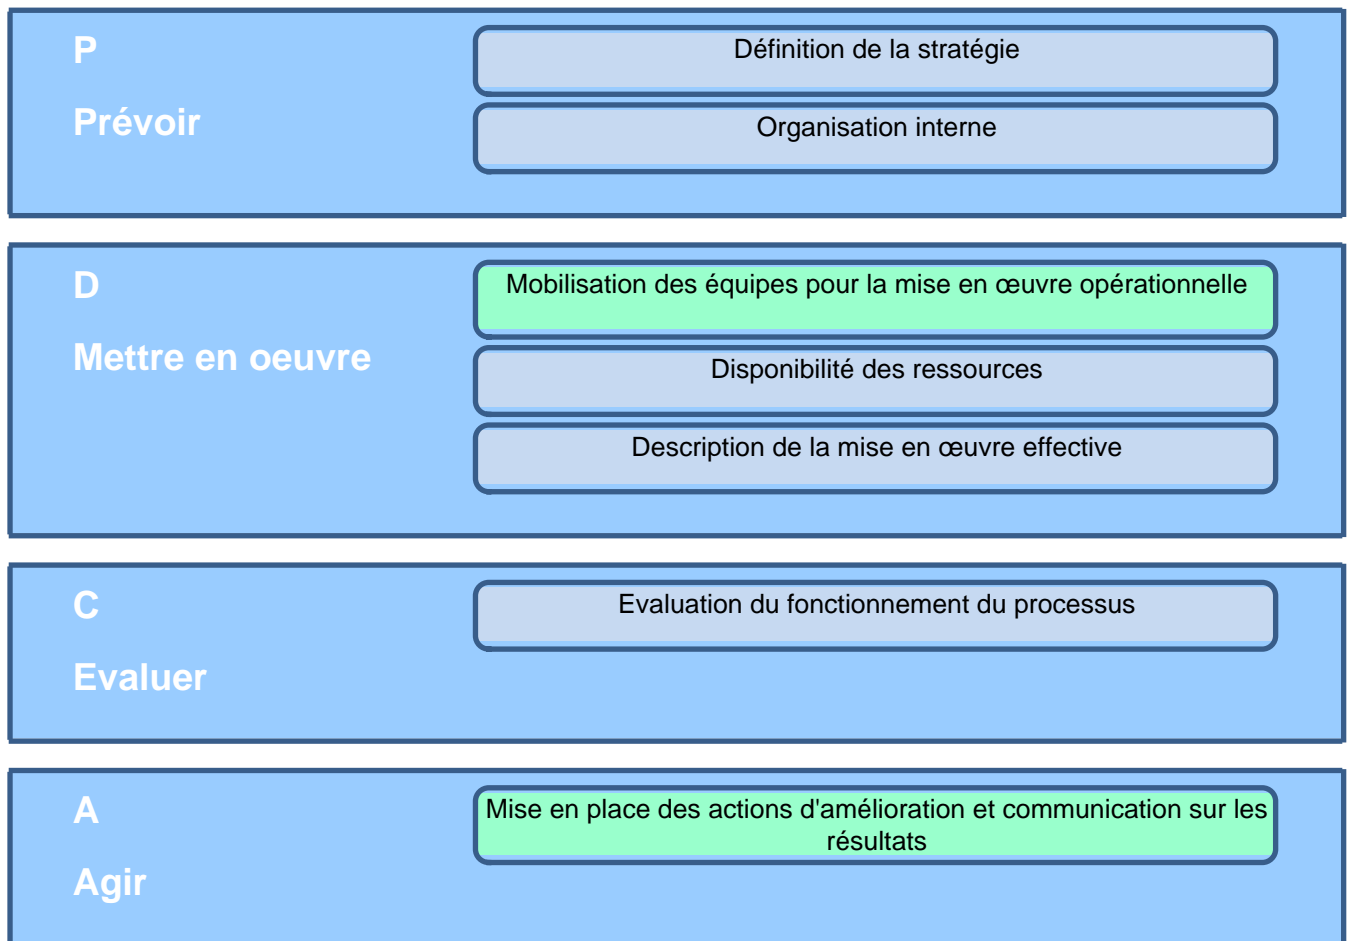 P
Définition de la stratégie
Prévoir
Organisation interne
D
Mobilisation des équipes pour la mise en œuvre opérationnelle
Mettre en oeuvre
Disponibilité des ressources
Description de la mise en œuvre effective
C
Evaluation du fonctionnement du processus
Evaluer
A
Mise en place des actions d'amélioration et communication sur les
résultats
Agir